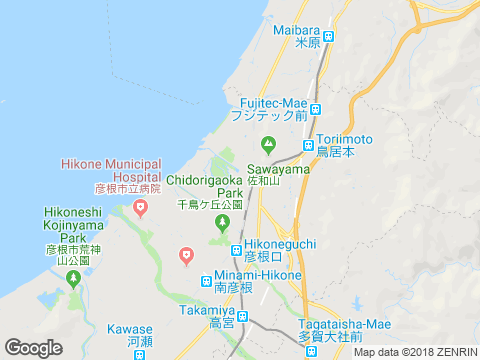 Maibara
米原
Fujitec-Mae
フジテック前
Toriimoto
鳥居本
Sawayama
佐和山
Hikone Municipal
Hospital
彦根市立病院
Chidorigaoka
Park
千鳥ケ丘公園
Hikoneshi
Kojinyama
Park
彦根市荒神
山公園
Hikoneguchi
彦根口
Minami-Hikone
南彦根
Takamiya
高宮
Tagataisha-Mae
多賀大社前
Kawase
河瀬
Google
Map data ©2018 ZENRIN